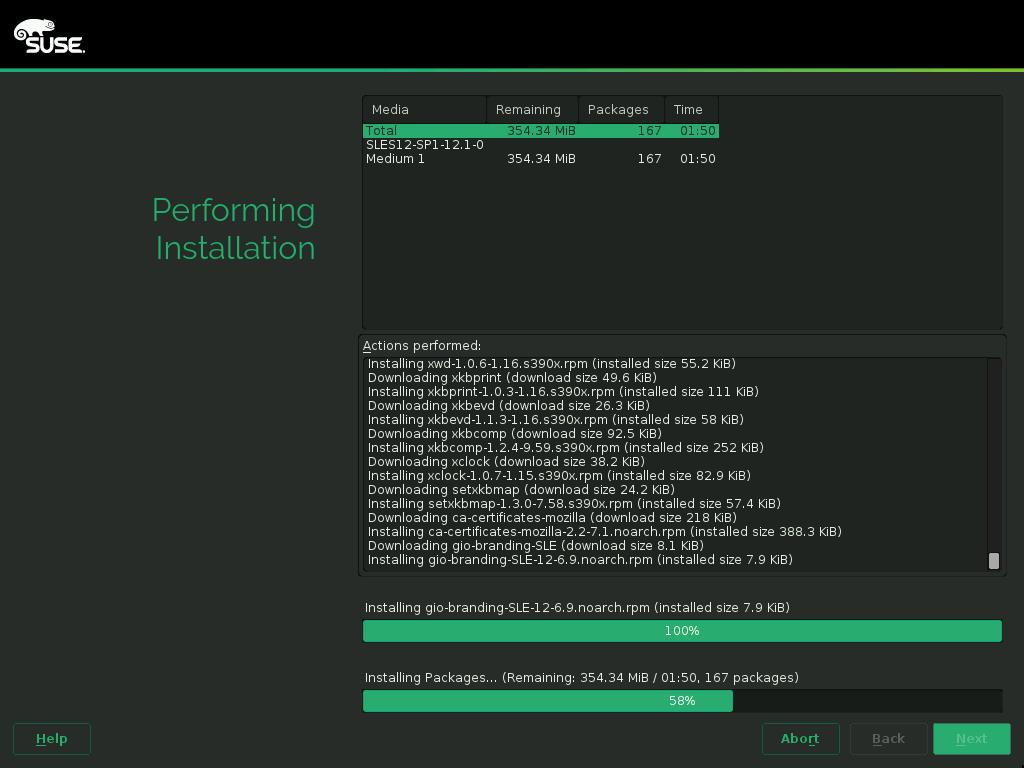 SUSE.
Performing
Installation
Media Remaining Packages Time
Total 354.34 MiB 167 01:50
SLES12-SP1-12.1-0
Medium 1 354.34 MiB 167 01:50
Actions performed:
Installing xwd-1.0.6-1.16.s390x.rpm (installed size 55.2 KiB)
Downloading xkbprint (download size 49.6 KiB)
Installing xkbprint-1.0.3-1.16.s390x.rpm (installed size 111 KiB)
Downloading xkbevd (download size 26.3 KiB)
Installing xkbevd-1.1.3-1.16.s390x.rpm (installed size 58 KiB)
Downloading xkbcomp (download size 92.5 KiB)
Installing xkbcomp-1.2.4-9.59.s390x.rpm (installed size 252 KiB)
Downloading xclock (download size 38.2 KiB)
Installing xclock-1.0.7-1.15.s390x.rpm (installed size 82.9 KiB)
Downloading setxkbmap (download size 24.2 KiB)
Installing setxkbmap-1.3.0-7.58.s390x.rpm (installed size 57.4 KiB)
Downloading ca-certificates-mozilla (download size 218 KiB)
Installing ca-certificates-mozilla-2.2-7.1.noarch.rpm (installed size 388.3 KiB)
Downloading gio-branding-SLE (download size 8.1 KiB)
Installing gio-branding-SLE-12-6.9.noarch.rpm (installed size 7.9 KiB)
Installing gio-branding-SLE-12-6.9.noarch.rpm (installed size 7.9 KiB)
100%
Installing Packages... (Remaining: 354.34 MiB / 01:50, 167 packages)
58%
Help Abort Back Next